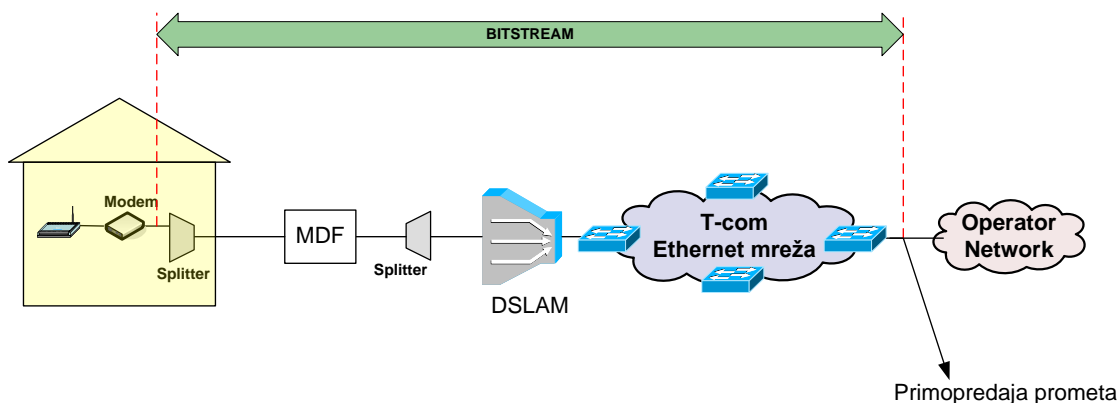 BITSTREAM
Modem
Splitter
MDF
Splitter
DSLAM
T-com
Ethernet mreža
Operator
Network
Primopredaja prometa